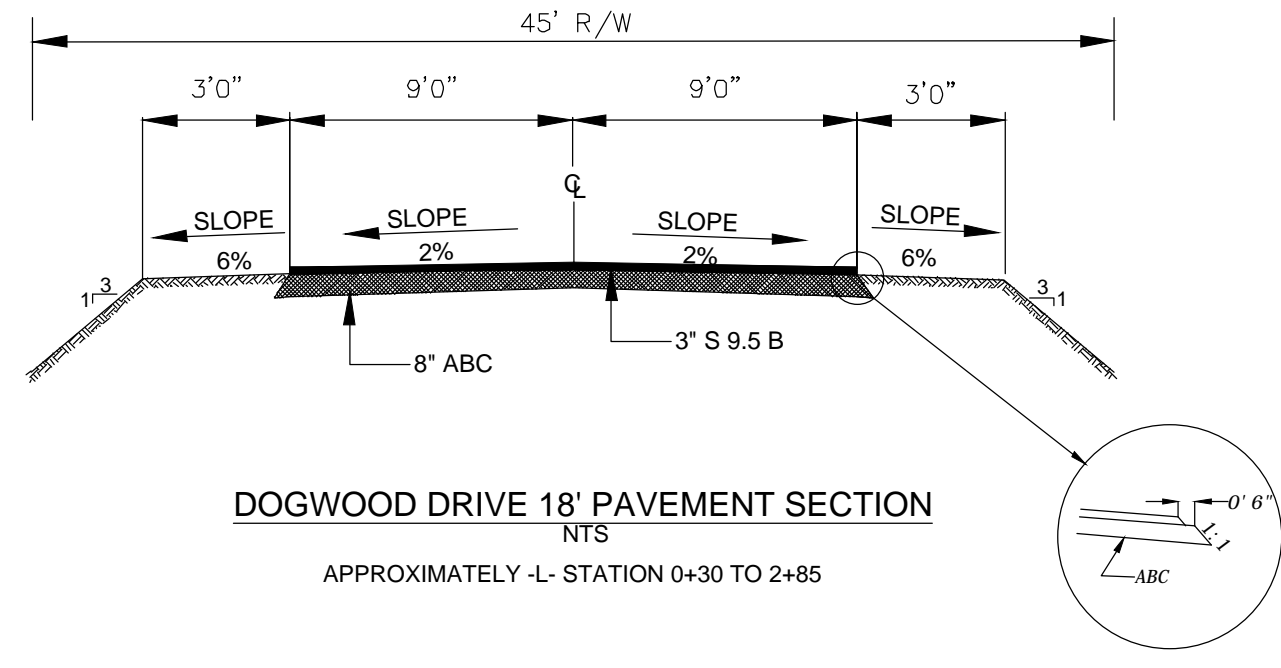 45' R/W
3'0" 9'0" 9'0" 3'0"
CL
SLOPE SLOPE SLOPE SLOPE
6% 2% 2% 6%
1 3 3 1
8" ABC 3" S 9.5 B
DOGWOOD DRIVE 18' PAVEMENT SECTION
NTS
APPROXIMATELY -L- STATION 0+30 TO 2+85
0' 6"
1:1
ABC